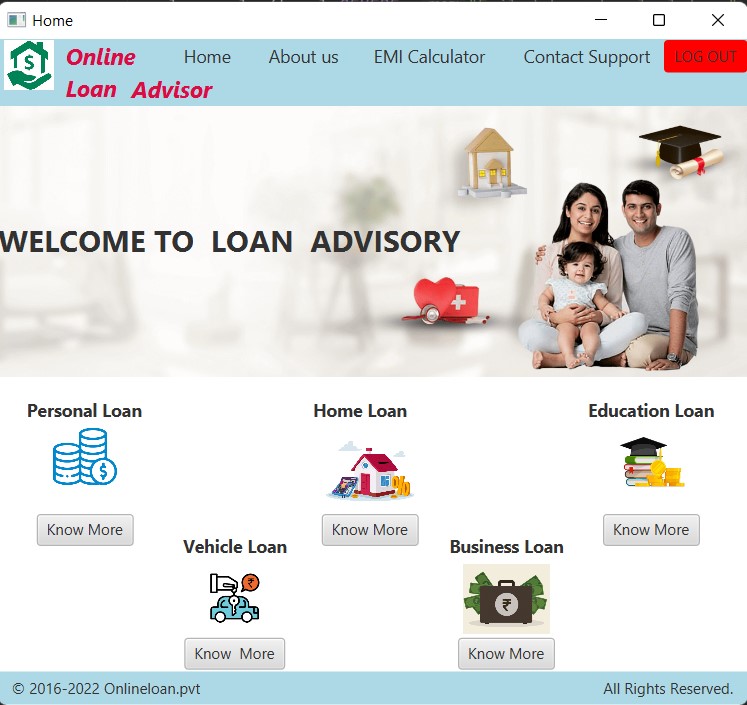 Home
Online
Loan Advisor
Home About us EMI Calculator Contact Support LOG OUT
WELCOME TO LOAN ADVISORY
Personal Loan Home Loan Education Loan
Know More Know More Know More
Vehicle Loan Business Loan
Know More Know More
© 2016-2022 Onlineloan.pvt All Rights Reserved.